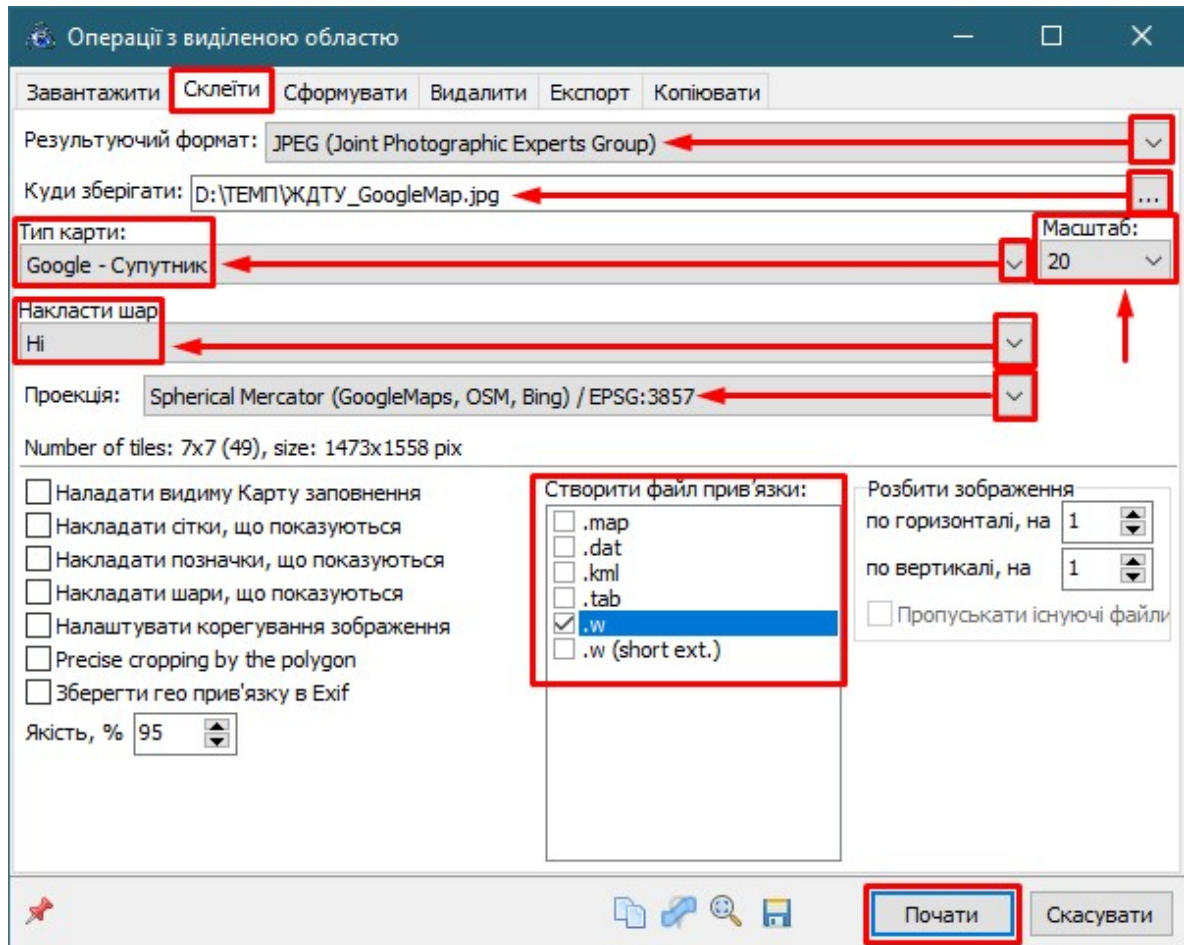 Операції з виділеною областю
Завантажити Склеїти Сформувати Видалити Експорт Копіювати
Результуючий формат: JPEG (Joint Photographic Experts Group)
Куди зберігати: D:\ТЕМП\ЖДТУ_GoogleMap.jpg ...
Тип карти: Масштаб:
Google - Супутник 20
Накласти шар
Ні
Проекція: Spherical Mercator (GoogleMaps, OSM, Bing) / EPSG:3857
Number of tiles: 7x7 (49), size: 1473x1558 pix
Наладати видиму Карту заповнення
Накладати сітки, що показуються
Накладати позначки, що показуються
Накладати шари, що показуються
Налаштувати корегування зображення
Precise cropping by the polygon
Зберегти гео прив'язку в Exif
Якість, % 95
Створити файл прив'язки:
.map
.dat
.kml
.tab
.w
.w (short ext.)
Розбити зображення
по горизонталі, на 1
по вертикалі, на 1
Пропуськати існуючі файли
Почати Скасувати